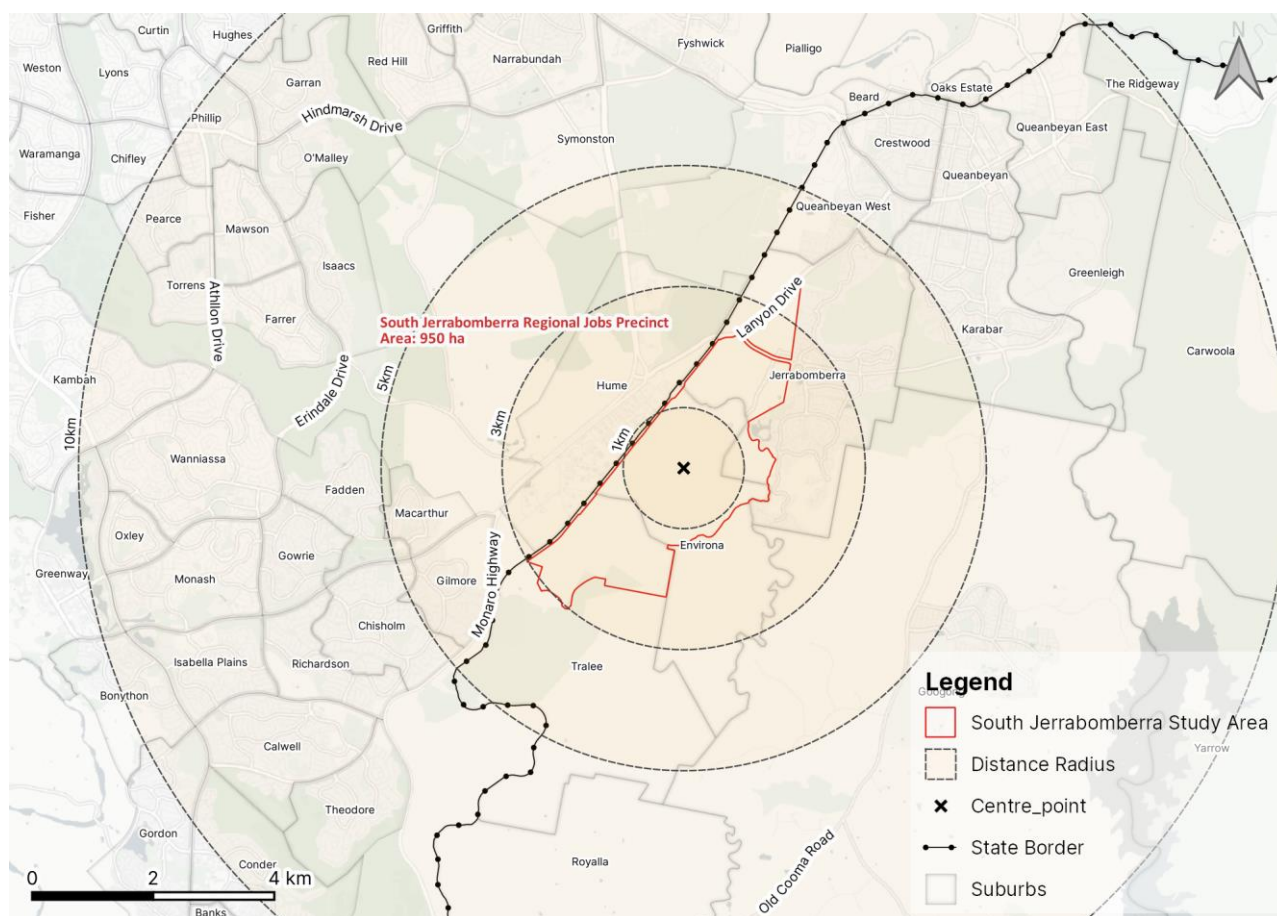 Curtin
Hughes
Griffith
Fyshwick
Pialligo
N
Weston
Lyons
Red Hill
Narrabundah
Garran
The Ridgeway
Oaks Estate
Beard
Phillip
Hindmarsh Drive
Queanbeyan East
Symonston
Crestwood
Waramanga
Chifley
O'Malley
Queanbeyan
Fisher
Pearce
Queanbeyan West
Mawson
Isaacs
Greenleigh
Torrens
Athllon Drive
Farrer
Lanyon Drive
South Jerrabomberra Regional Jobs Precinct
Area: 950 ha
Karabar
Carwoola
Kambah
Erindale Drive
5km
Hume
Jerrabomberra
10km
3km
1km
Wanniassa
Fadden
Macarthur
Oxley
Gowrie
Environa
Greenway
Monash
Gilmore
Monaro Highway
Chisholm
Isabella Plains
Richardson
Tralee
Bonython
Calwell
Theodore
Gordon
Conder
Royalla
Old Cooma Road
Banks
0
2
4 km
Legend
Googong
South Jerrabomberra Study Area
Yarrow
Distance Radius
Centre_point
State Border
Suburbs